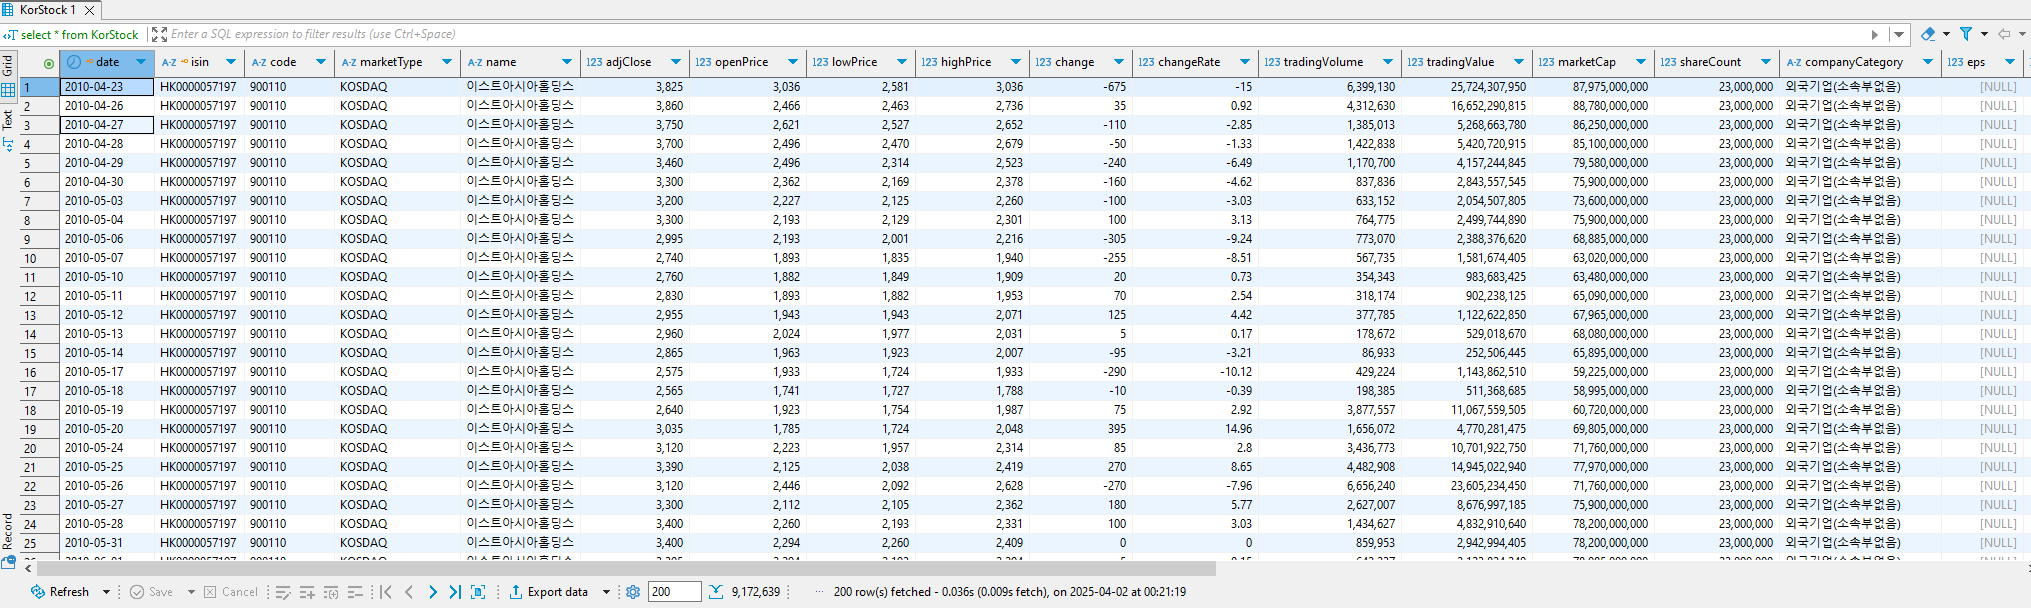 KorStock 1
select * from KorStock Enter a SQL expression to filter results (use Ctrl+Space)
Grid
Text
Record
date isin code marketType name adjClose openPrice lowPrice highPrice change changeRate tradingVolume tradingValue marketCap shareCount companyCategory eps
1 2010-04-23 HK0000057197 900110 KOSDAQ 이스트아시아홀딩스 3,825 3,036 2,581 3,036 -675 -15 6,399,130 25,724,307,950 87,975,000,000 23,000,000 외국기업(소속부없음) [NULL]
2 2010-04-26 HK0000057197 900110 KOSDAQ 이스트아시아홀딩스 3,860 2,466 2,463 2,736 35 0.92 4,312,630 16,652,290,815 88,780,000,000 23,000,000 외국기업(소속부없음) [NULL]
3 2010-04-27 HK0000057197 900110 KOSDAQ 이스트아시아홀딩스 3,750 2,621 2,527 2,652 -110 -2.85 1,385,013 5,268,663,780 86,250,000,000 23,000,000 외국기업(소속부없음) [NULL]
4 2010-04-28 HK0000057197 900110 KOSDAQ 이스트아시아홀딩스 3,700 2,496 2,470 2,679 -50 -1.33 1,422,838 5,420,720,915 85,100,000,000 23,000,000 외국기업(소속부없음) [NULL]
5 2010-04-29 HK0000057197 900110 KOSDAQ 이스트아시아홀딩스 3,460 2,496 2,314 2,523 -240 -6.49 1,170,700 4,157,244,845 79,580,000,000 23,000,000 외국기업(소속부없음) [NULL]
6 2010-04-30 HK0000057197 900110 KOSDAQ 이스트아시아홀딩스 3,300 2,362 2,169 2,378 -160 -4.62 837,836 2,843,557,545 75,900,000,000 23,000,000 외국기업(소속부없음) [NULL]
7 2010-05-03 HK0000057197 900110 KOSDAQ 이스트아시아홀딩스 3,200 2,227 2,125 2,260 -100 -3.03 633,152 2,054,507,805 73,600,000,000 23,000,000 외국기업(소속부없음) [NULL]
8 2010-05-04 HK0000057197 900110 KOSDAQ 이스트아시아홀딩스 3,300 2,193 2,129 2,301 100 3.13 764,775 2,499,744,890 75,900,000,000 23,000,000 외국기업(소속부없음) [NULL]
9 2010-05-06 HK0000057197 900110 KOSDAQ 이스트아시아홀딩스 2,995 2,193 2,001 2,216 -305 -9.24 773,070 2,388,376,620 68,885,000,000 23,000,000 외국기업(소속부없음) [NULL]
10 2010-05-07 HK0000057197 900110 KOSDAQ 이스트아시아홀딩스 2,740 1,893 1,835 1,940 -255 -8.51 567,735 1,581,674,405 63,020,000,000 23,000,000 외국기업(소속부없음) [NULL]
11 2010-05-10 HK0000057197 900110 KOSDAQ 이스트아시아홀딩스 2,760 1,882 1,849 1,909 20 0.73 354,343 983,683,425 63,480,000,000 23,000,000 외국기업(소속부없음) [NULL]
12 2010-05-11 HK0000057197 900110 KOSDAQ 이스트아시아홀딩스 2,830 1,893 1,882 1,953 70 2.54 318,174 902,238,125 65,090,000,000 23,000,000 외국기업(소속부없음) [NULL]
13 2010-05-12 HK0000057197 900110 KOSDAQ 이스트아시아홀딩스 2,955 1,943 1,943 2,071 125 4.42 377,785 1,122,622,850 67,965,000,000 23,000,000 외국기업(소속부없음) [NULL]
14 2010-05-13 HK0000057197 900110 KOSDAQ 이스트아시아홀딩스 2,960 2,024 1,977 2,031 5 0.17 178,672 529,018,670 68,080,000,000 23,000,000 외국기업(소속부없음) [NULL]
15 2010-05-14 HK0000057197 900110 KOSDAQ 이스트아시아홀딩스 2,865 1,963 1,923 2,007 -95 -3.21 86,933 252,506,445 65,895,000,000 23,000,000 외국기업(소속부없음) [NULL]
16 2010-05-17 HK0000057197 900110 KOSDAQ 이스트아시아홀딩스 2,575 1,933 1,724 1,933 -290 -10.12 429,224 1,143,862,510 59,225,000,000 23,000,000 외국기업(소속부없음) [NULL]
17 2010-05-18 HK0000057197 900110 KOSDAQ 이스트아시아홀딩스 2,565 1,741 1,727 1,788 -10 -0.39 198,385 511,368,685 58,995,000,000 23,000,000 외국기업(소속부없음) [NULL]
18 2010-05-19 HK0000057197 900110 KOSDAQ 이스트아시아홀딩스 2,640 1,923 1,754 1,987 75 2.92 3,877,557 11,067,559,505 60,720,000,000 23,000,000 외국기업(소속부없음) [NULL]
19 2010-05-20 HK0000057197 900110 KOSDAQ 이스트아시아홀딩스 3,035 1,785 1,724 2,048 395 14.96 1,656,072 4,770,281,475 69,805,000,000 23,000,000 외국기업(소속부없음) [NULL]
20 2010-05-24 HK0000057197 900110 KOSDAQ 이스트아시아홀딩스 3,120 2,223 1,957 2,314 85 2.8 3,436,773 10,701,922,750 71,760,000,000 23,000,000 외국기업(소속부없음) [NULL]
21 2010-05-25 HK0000057197 900110 KOSDAQ 이스트아시아홀딩스 3,390 2,125 2,038 2,419 270 8.65 4,482,908 14,945,022,940 77,970,000,000 23,000,000 외국기업(소속부없음) [NULL]
22 2010-05-26 HK0000057197 900110 KOSDAQ 이스트아시아홀딩스 3,120 2,446 2,092 2,628 -270 -7.96 6,656,240 23,605,234,450 71,760,000,000 23,000,000 외국기업(소속부없음) [NULL]
23 2010-05-27 HK0000057197 900110 KOSDAQ 이스트아시아홀딩스 3,300 2,112 2,105 2,362 180 5.77 2,627,007 8,676,997,185 75,900,000,000 23,000,000 외국기업(소속부없음) [NULL]
24 2010-05-28 HK0000057197 900110 KOSDAQ 이스트아시아홀딩스 3,400 2,260 2,193 2,331 100 3.03 1,434,627 4,832,910,640 78,200,000,000 23,000,000 외국기업(소속부없음) [NULL]
25 2010-05-31 HK0000057197 900110 KOSDAQ 이스트아시아홀딩스 3,400 2,294 2,260 2,409 0 0 859,953 2,942,994,405 78,200,000,000 23,000,000 외국기업(소속부없음) [NULL]
Refresh Save Cancel Export data 200 9,172,639 200 row(s) fetched - 0.036s (0.009s fetch), on 2025-04-02 at 00:21:19